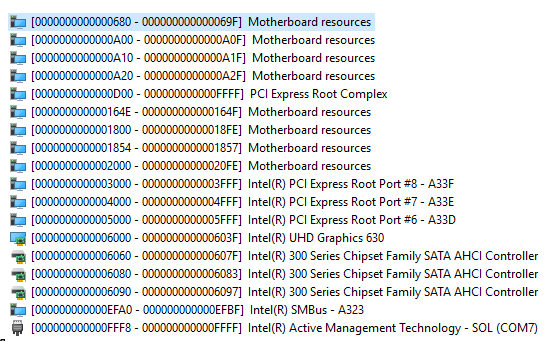 [0000000000000680 - 000000000000069F] Motherboard resources
[0000000000000A00 - 0000000000000A0F] Motherboard resources
[0000000000000A10 - 0000000000000A1F] Motherboard resources
[0000000000000A20 - 0000000000000A2F] Motherboard resources
[0000000000000D00 - 000000000000FFFF] PCI Express Root Complex
[000000000000164E - 000000000000164F] Motherboard resources
[0000000000001800 - 00000000000018FE] Motherboard resources
[0000000000001854 - 0000000000001857] Motherboard resources
[0000000000002000 - 00000000000020FE] Motherboard resources
[0000000000003000 - 0000000000003FFF] Intel(R) PCI Express Root Port #8 - A33F
[0000000000004000 - 0000000000004FFF] Intel(R) PCI Express Root Port #7 - A33E
[0000000000005000 - 0000000000005FFF] Intel(R) PCI Express Root Port #6 - A33D
[0000000000006000 - 000000000000603F] Intel(R) UHD Graphics 630
[0000000000006060 - 000000000000607F] Intel(R) 300 Series Chipset Family SATA AHCI Controller
[0000000000006080 - 0000000000006083] Intel(R) 300 Series Chipset Family SATA AHCI Controller
[0000000000006090 - 0000000000006097] Intel(R) 300 Series Chipset Family SATA AHCI Controller
[000000000000EFA0 - 000000000000EFBF] Intel(R) SMBus - A323
[000000000000FFF8 - 000000000000FFFF] Intel(R) Active Management Technology - SOL (COM7)